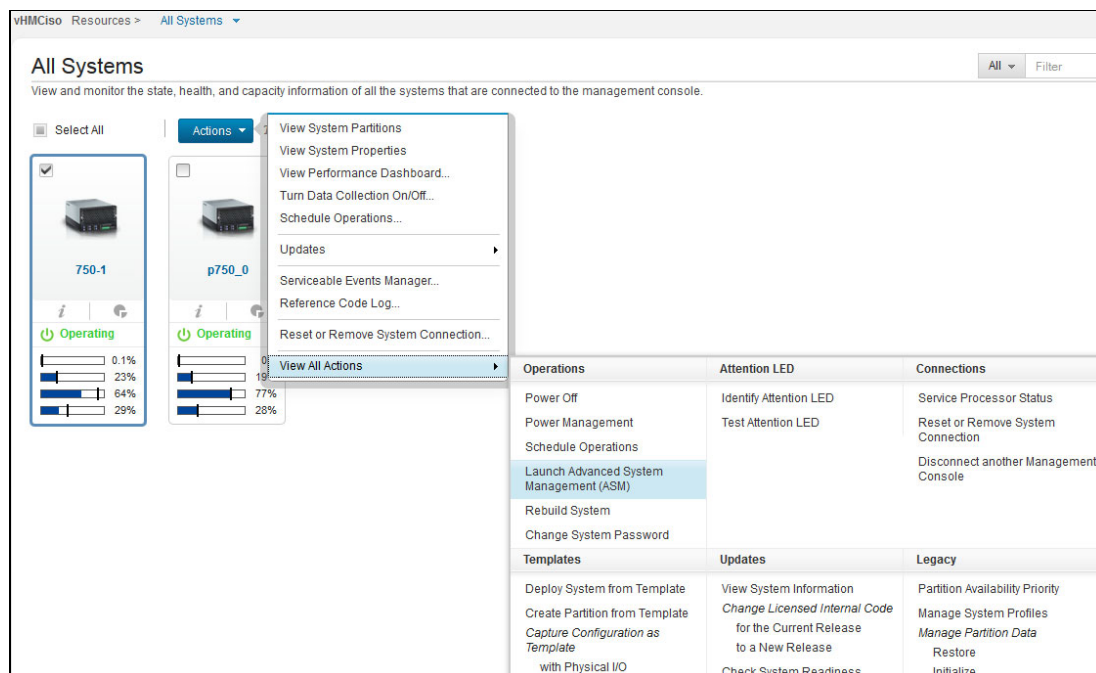 vHMCiso Resources > All Systems
All Systems
All Filter
View and monitor the state, health, and capacity information of all the systems that are connected to the management console.
Select All
Actions
750-1
Operating
0.1%
23%
64%
29%
p750_0
Operating
77%
28%
View System Partitions
View System Properties
View Performance Dashboard...
Turn Data Collection On/Off...
Schedule Operations...
Updates
Serviceable Events Manager...
Reference Code Log...
Reset or Remove System Connection...
View All Actions
Operations
Power Off
Power Management
Schedule Operations
Launch Advanced System
Management (ASM)
Rebuild System
Change System Password
Attention LED
Identify Attention LED
Test Attention LED
Connections
Service Processor Status
Reset or Remove System
Connection
Disconnect another Management
Console
Templates
Deploy System from Template
Create Partition from Template
Capture Configuration as
Template
with Physical I/O
Updates
View System Information
Change Licensed Internal Code
for the Current Release
to a New Release
Check System Readiness
Legacy
Partition Availability Priority
Manage System Profiles
Manage Partition Data
Restore
Initialize